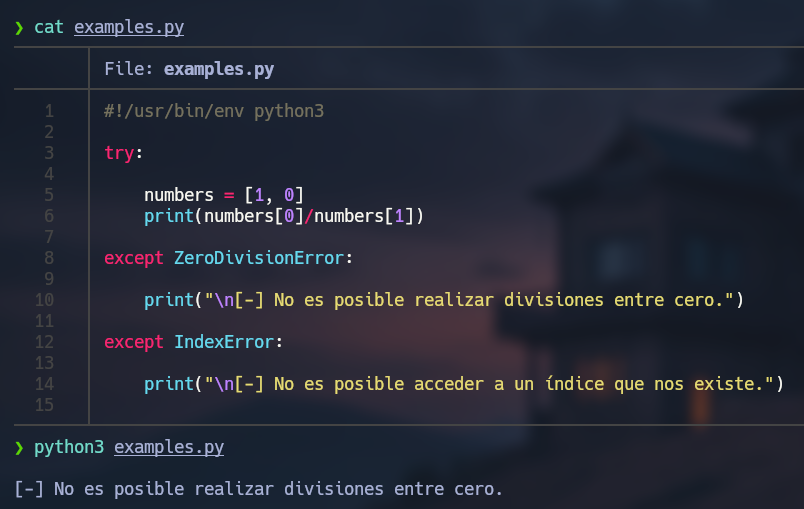 ❯ cat examples.py
File: examples.py
1 #!/usr/bin/env python3
2
3 try:
4
5 numbers = [1, 0]
6 print(numbers[0]/numbers[1])
7
8 except ZeroDivisionError:
9
10 print("\n[-] No es posible realizar divisiones entre cero.")
11
12 except IndexError:
13
14 print("\n[-] No es posible acceder a un índice que nos existe.")
15
❯ python3 examples.py
[-] No es posible realizar divisiones entre cero.